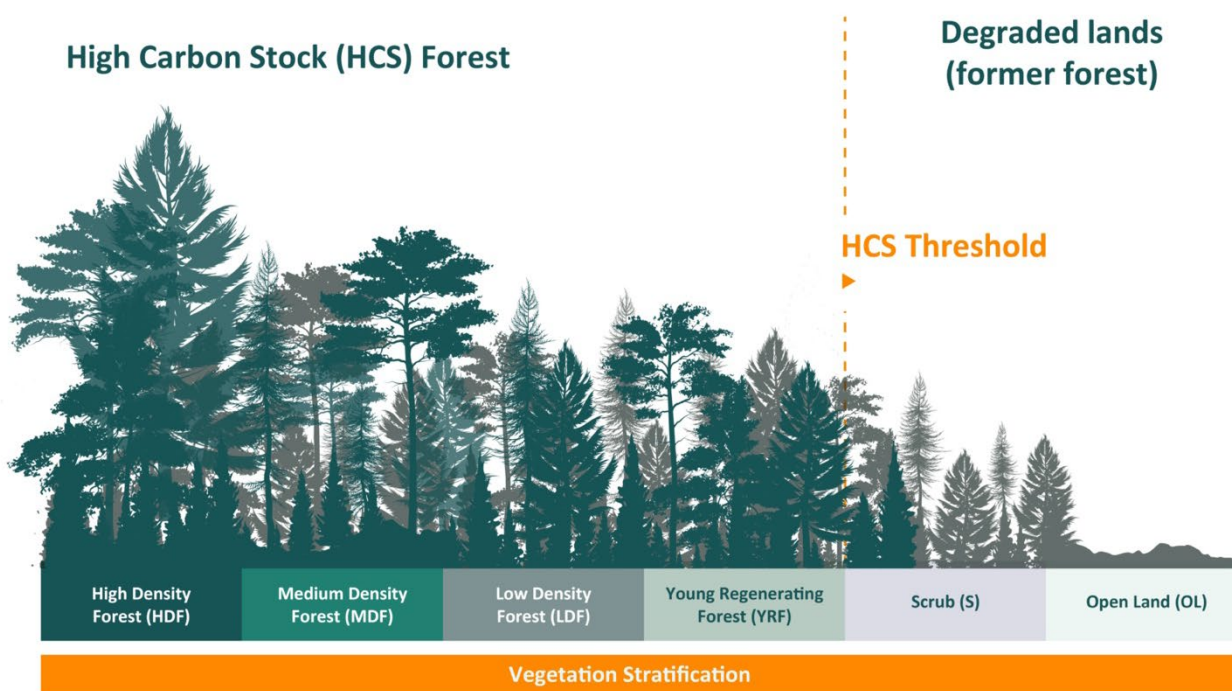 High Carbon Stock (HCS) Forest
Degraded lands
(former forest)
HCS Threshold
High Density
Forest (HDF)
Medium Density
Forest (MDF)
Low Density
Forest (LDF)
Young Regenerating
Forest (YRF)
Scrub (S)
Open Land (OL)
Vegetation Stratification